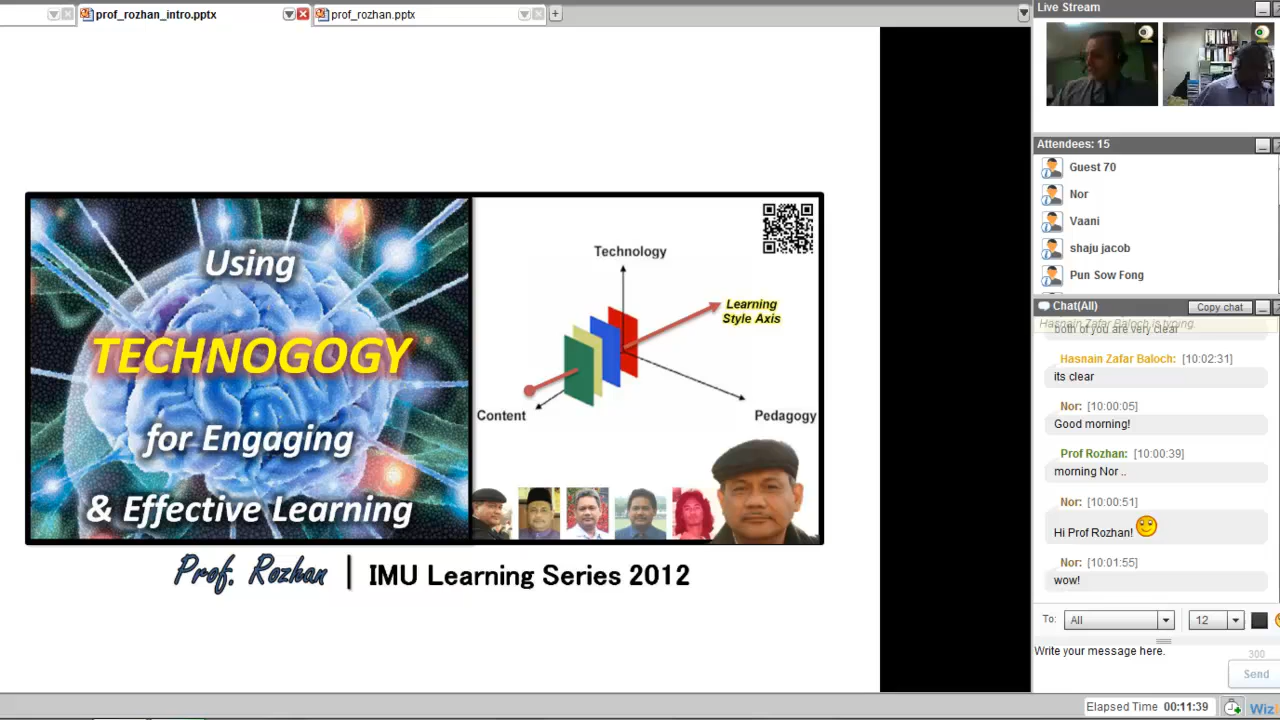 prof_rozhan_intro.pptx
prof_rozhan.pptx
Using
TECHNOGOGY
for Engaging
& Effective Learning
Technology
Learning
Style Axis
Content
Pedagogy
Prof. Rozhan | IMU Learning Series 2012
Live Stream
Attendees: 15
Guest 70
Nor
Vaani
shaju jacob
Pun Sow Fong
Chat(All)
Copy chat
Hasnain Zafar Baloch is typing.
both of you are very clear
Hasnain Zafar Baloch: [10:02:31]
its clear
Nor: [10:00:05]
Good morning!
Prof Rozhan: [10:00:39]
morning Nor ..
Nor: [10:00:51]
Hi Prof Rozhan!
Nor: [10:01:55]
wow!
To: All 12
Write your message here.
300
Send
Elapsed Time 00:11:39
Wiz